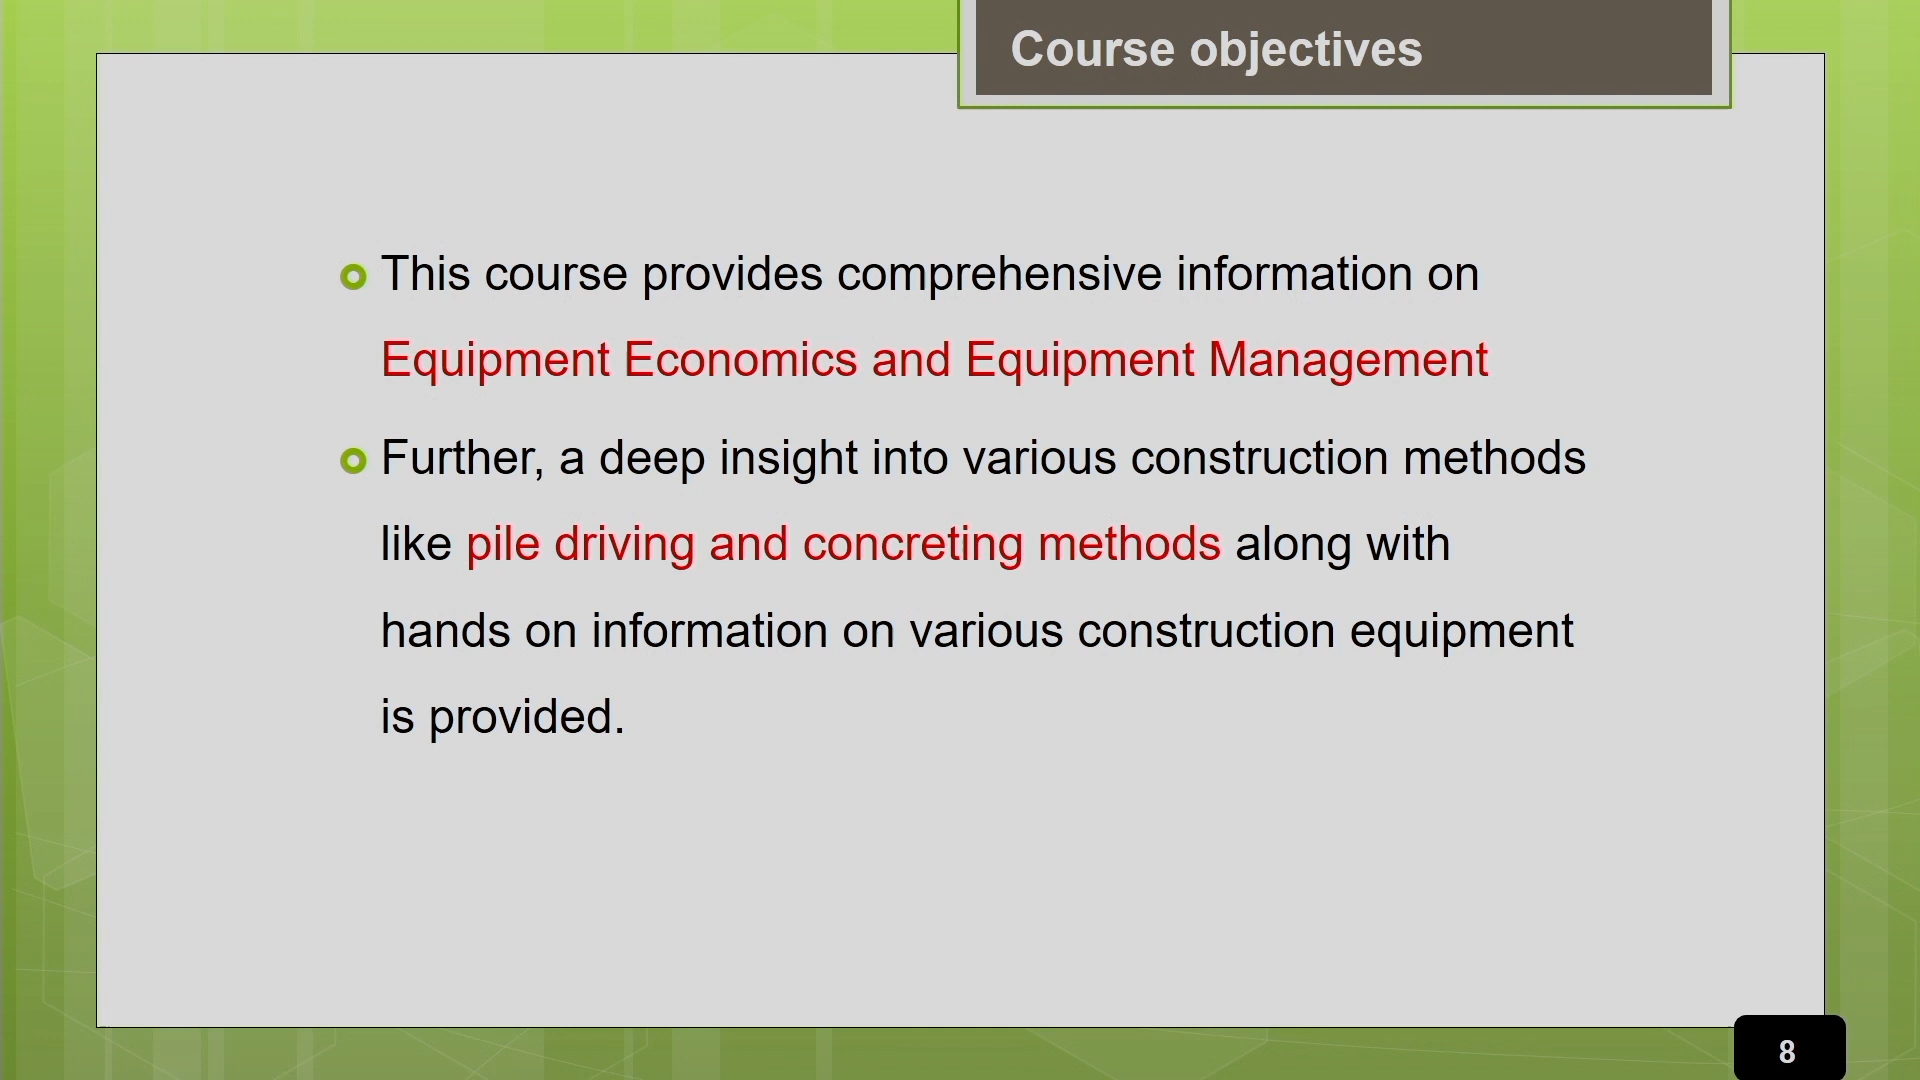 Course objectives
This course provides comprehensive information on
Equipment Economics and Equipment Management
Further, a deep insight into various construction methods
like pile driving and concreting methods along with
hands on information on various construction equipment
is provided.
8